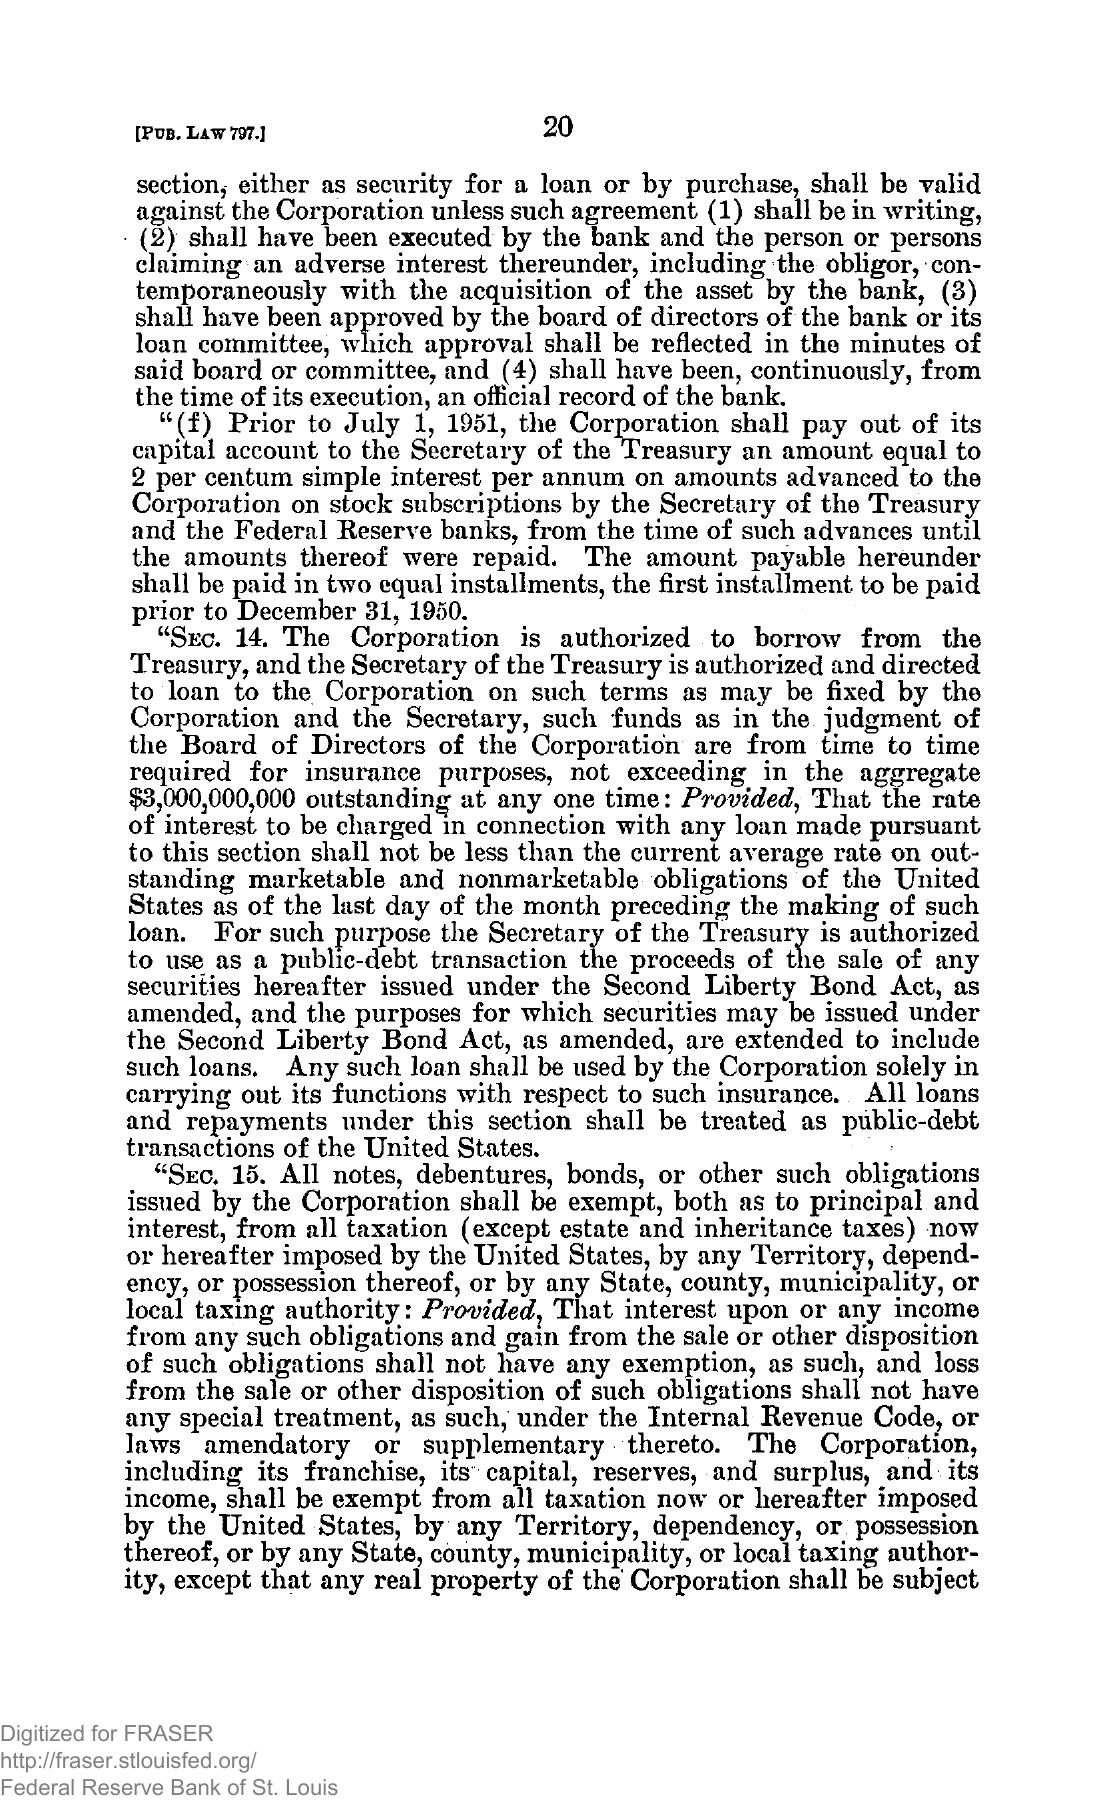 [PUB. LAW 797.]
20
section, either as security for a loan or by purchase, shall be valid
against the Corporation unless such agreement (1) shall be in writing,
(2) shall have been executed by the bank and the person or persons
claiming an adverse interest thereunder, including the obligor, con-
temporaneously with the acquisition of the asset by the bank, (3)
shall have been approved by the board of directors of the bank or its
loan committee, which approval shall be reflected in the minutes of
said board or committee, and (4) shall have been, continuously, from
the time of its execution, an official record of the bank.
"(f) Prior to July 1, 1951, the Corporation shall pay out of its
capital account to the Secretary of the Treasury an amount equal to
2 per centum simple interest per annum on amounts advanced to the
Corporation on stock subscriptions by the Secretary of the Treasury
and the Federal Reserve banks, from the time of such advances until
the amounts thereof were repaid. The amount payable hereunder
shall be paid in two equal installments, the first installment to be paid
prior to December 31, 1950.
"SEC. 14. The Corporation is authorized to borrow from the
Treasury, and the Secretary of the Treasury is authorized and directed
to loan to the Corporation on such terms as may be fixed by the
Corporation and the Secretary, such funds as in the judgment of
the Board of Directors of the Corporation are from time to time
required for insurance purposes, not exceeding in the aggregate
$3,000,000,000 outstanding at any one time: Provided, That the rate
of interest to be charged in connection with any loan made pursuant
to this section shall not be less than the current average rate on out-
standing marketable and nonmarketable obligations of the United
States as of the last day of the month preceding the making of such
loan. For such purpose the Secretary of the Treasury is authorized
to use as a public-debt transaction the proceeds of the sale of any
securities hereafter issued under the Second Liberty Bond Act, as
amended, and the purposes for which securities may be issued under
the Second Liberty Bond Act, as amended, are extended to include
such loans. Any such loan shall be used by the Corporation solely in
carrying out its functions with respect to such insurance. All loans
and repayments under this section shall be treated as public-debt
transactions of the United States.
"SEC. 15. All notes, debentures, bonds, or other such obligations
issued by the Corporation shall be exempt, both as to principal and
interest, from all taxation (except estate and inheritance taxes) now
or hereafter imposed by the United States, by any Territory, depend-
ency, or possession thereof, or by any State, county, municipality, or
local taxing authority: Provided, That interest upon or any income
from any such obligations and gain from the sale or other disposition
of such obligations shall not have any exemption, as such, and loss
from the sale or other disposition of such obligations shall not have
any special treatment, as such, under the Internal Revenue Code, or
laws amendatory or supplementary thereto. The Corporation,
including its franchise, its capital, reserves, and surplus, and its
income, shall be exempt from all taxation now or hereafter imposed
by the United States, by any Territory, dependency, or possession
thereof, or by any State, county, municipality, or local taxing author-
ity, except that any real property of the Corporation shall be subject
Digitized for FRASER
http://fraser.stlouisfed.org/
Federal Reserve Bank of St. Louis